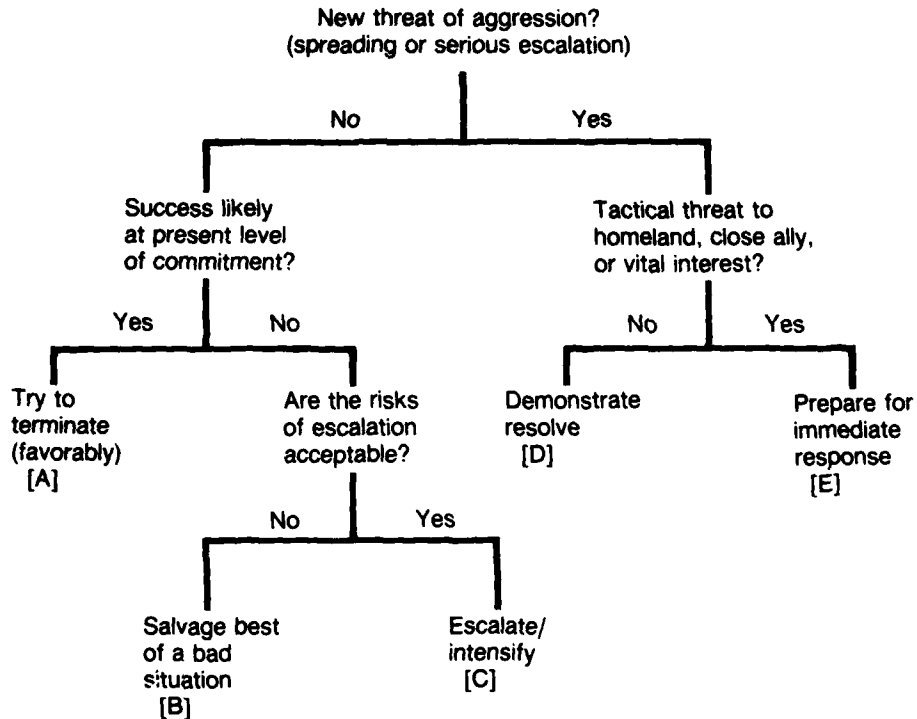 New threat of aggression?
(spreading or serious escalation)
No
Yes
Success likely
at present level
of commitment?
Tactical threat to
homeland, close ally,
or vital interest?
Yes
No
No
Yes
Try to
terminate
(favorably)
[A]
Are the risks
of escalation
acceptable?
Demonstrate
resolve
[D]
Prepare for
immediate
response
[E]
No
Yes
Salvage best
of a bad
situation
[B]
Escalate/
intensify
[C]